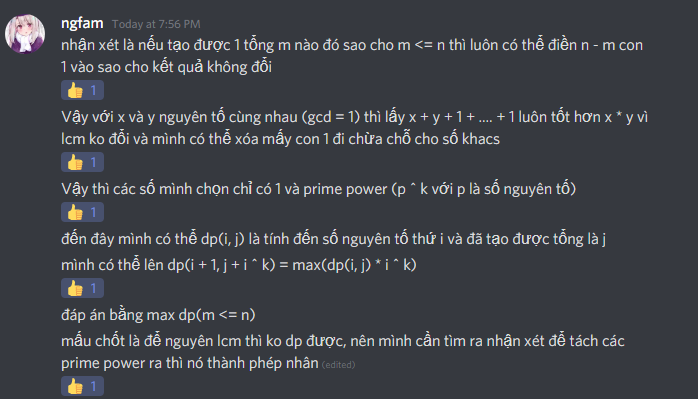 ngfam Today at 7:56 PM
nhận xét là nếu tạo được 1 tổng m nào đó sao cho m <= n thì luôn có thể điền n - m con
1 vào sao cho kết quả không đổi
1
Vậy với x và y nguyên tố cùng nhau (gcd = 1) thì lấy x + y + 1 + .... + 1 luôn tốt hơn x * y vì
lcm ko đổi và mình có thể xóa mấy con 1 đi chừa chỗ cho số khacs
1
Vậy thì các số mình chọn chỉ có 1 và prime power (p ^ k với p là số nguyên tố)
1
đến đây mình có thể dp(i, j) là tính đến số nguyên tố thứ i và đã tạo được tổng là j
mình có thể lên dp(i + 1, j + i ^ k) = max(dp(i, j) * i ^ k)
1
đáp án bằng max dp(m <= n)
mấu chốt là để nguyên lcm thì ko dp được, nên mình cần tìm ra nhận xét để tách các
prime power ra thì nó thành phép nhân (edited)
1